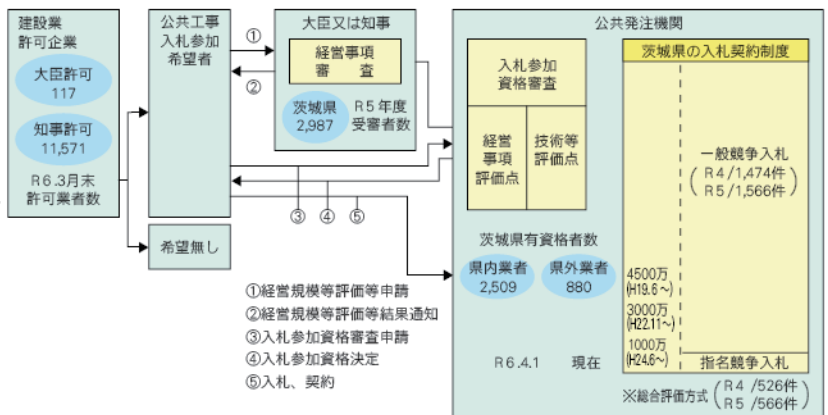 建設業
許可企業
大臣許可
117
知事許可
11,571
R6.3月末
許可業者数
公共工事
入札参加
希望者
希望無し
①
②
大臣又は知事
経営事項
審 査
茨城県
2,987
R5年度
受審者数
③
④
⑤
①経営規模等評価等申請
②経営規模等評価等結果通知
③入札参加資格審査申請
④入札参加資格決定
⑤入札、契約
公共発注機関
入札参加
資格審査
経営
事項
評価点
技術等
評価点
茨城県有資格者数
県内業者
2,509
県外業者
880
R6.4.1 現在
茨城県の入札契約制度
一般競争入札
(R4/1,474件
R5/1,566件)
4500万
(H19.6~)
3000万
(H22.11~)
1000万
(H24.6~)
指名競争入札
※総合評価方式(R4/526件
R5/566件)